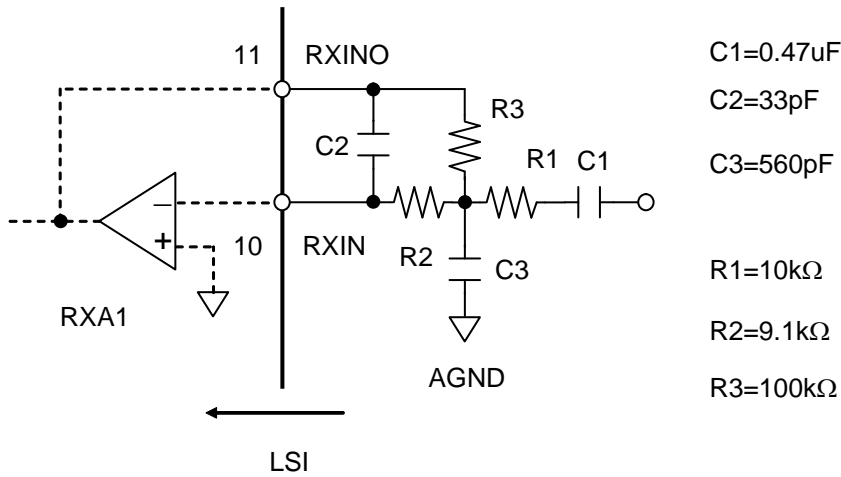 11 RXINO
C1=0.47uF
C2=33pF
R3
C2
R1 C1
C3=560pF
−
+
10 RXIN
R2
C3
R1=10kΩ
RXA1
R2=9.1kΩ
AGND
R3=100kΩ
LSI